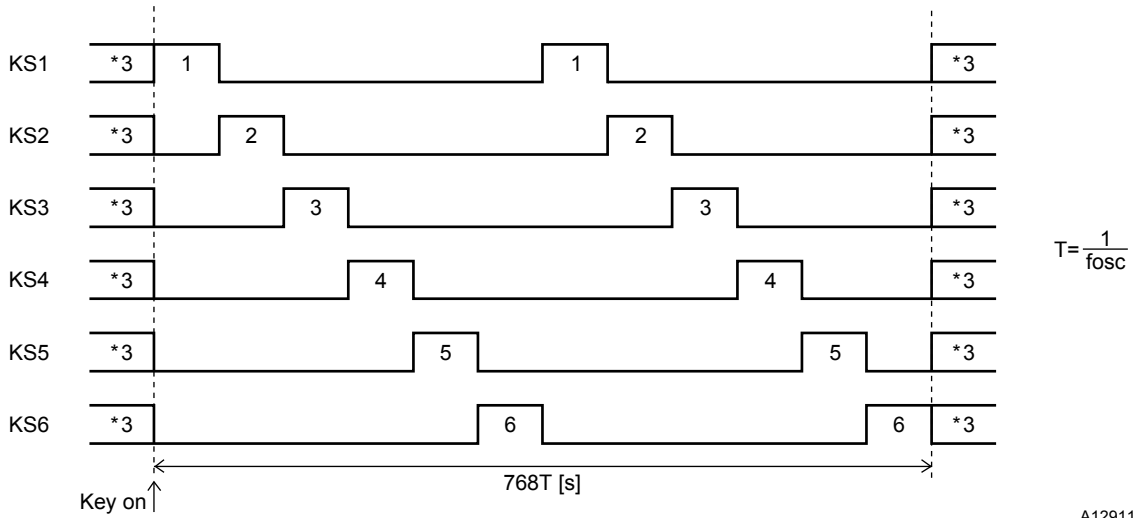 KS1 *3 1 1 *3
KS2 *3 2 2 *3
KS3 *3 3 3 *3
T=1/fosc
KS4 *3 4 4 *3
KS5 *3 5 5 *3
KS6 *3 6 6 *3
768T [s]
Key on
A12911